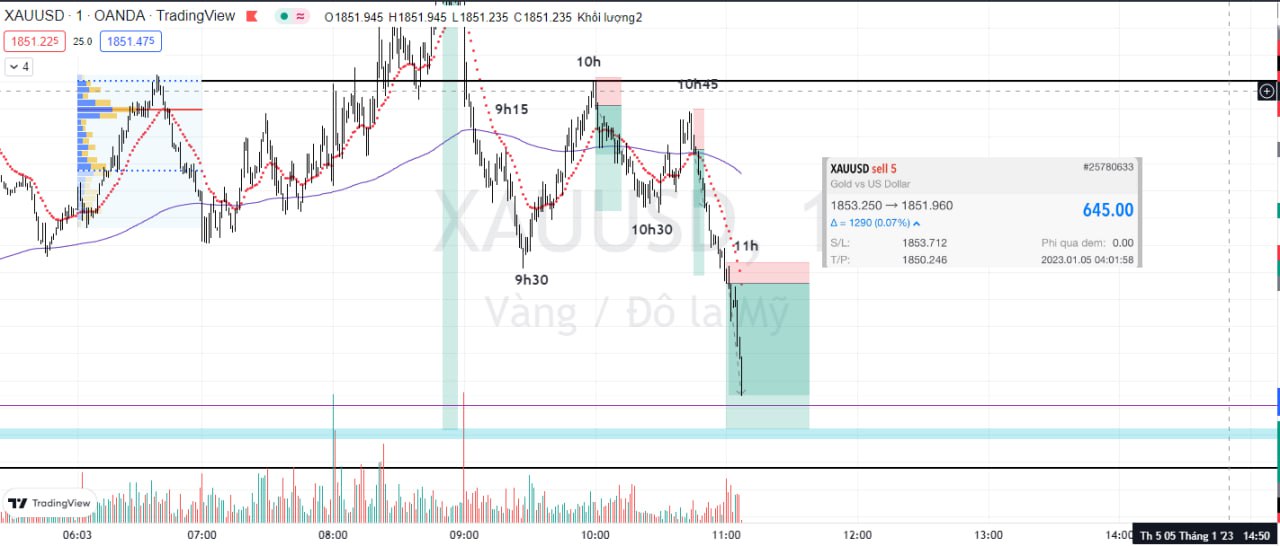 XAUUSD · 1 · OANDA · TradingView O1851.945 H1851.945 L1851.235 C1851.235 Khối lượng2
1851.225 25.0 1851.475
4
10h
10h45
9h15
XAUUSD sell 5 #25780633
Gold vs US Dollar
1853.250 → 1851.960 645.00
Δ = 1290 (0.07%)
S/L: 1853.712 Phi qua dem: 0.00
T/P: 1850.246 2023.01.05 04:01:58
XAUUSD, 1
10h30
11h
9h30
Vàng / Đô la Mỹ
TradingView
06:03 07:00 08:00 09:00 10:00 11:00 12:00 13:00 14:00 Th 5 05 Tháng 1 '23 14:50